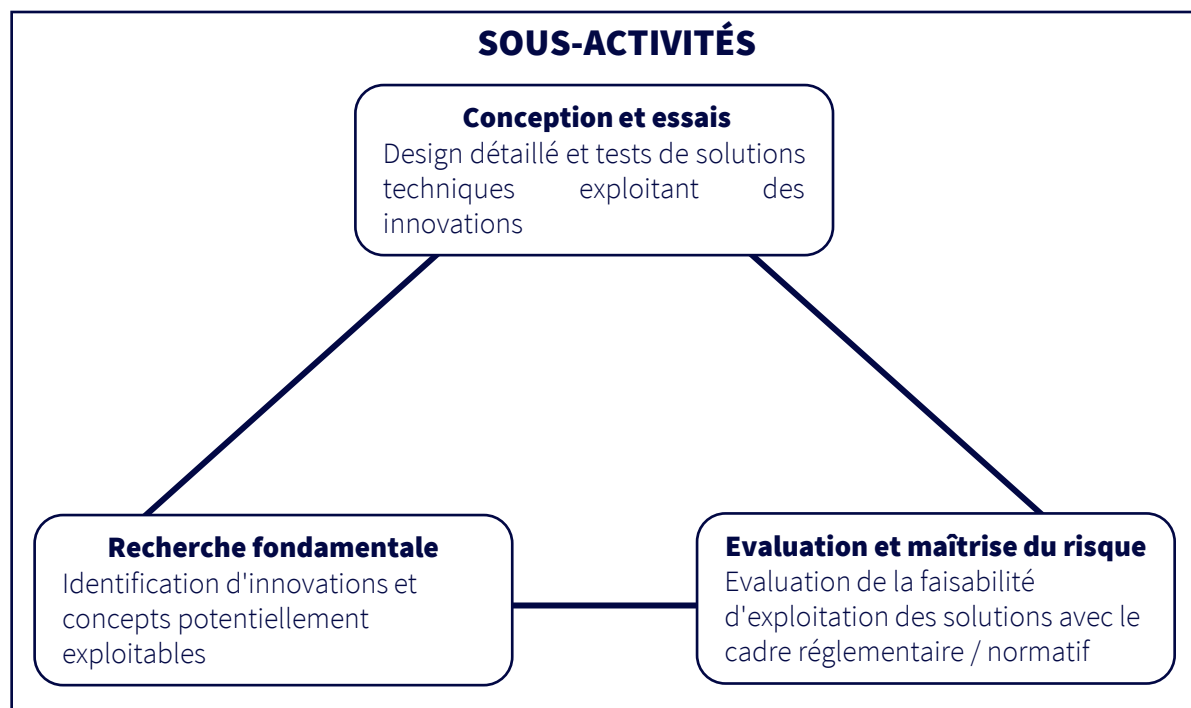 SOUS-ACTIVITÉS
Conception et essais
Design détaillé et tests de solutions
techniques exploitant des
innovations
Recherche fondamentale
Identification d'innovations et
concepts potentiellement
exploitables
Evaluation et maîtrise du risque
Evaluation de la faisabilité
d'exploitation des solutions avec le
cadre réglementaire / normatif